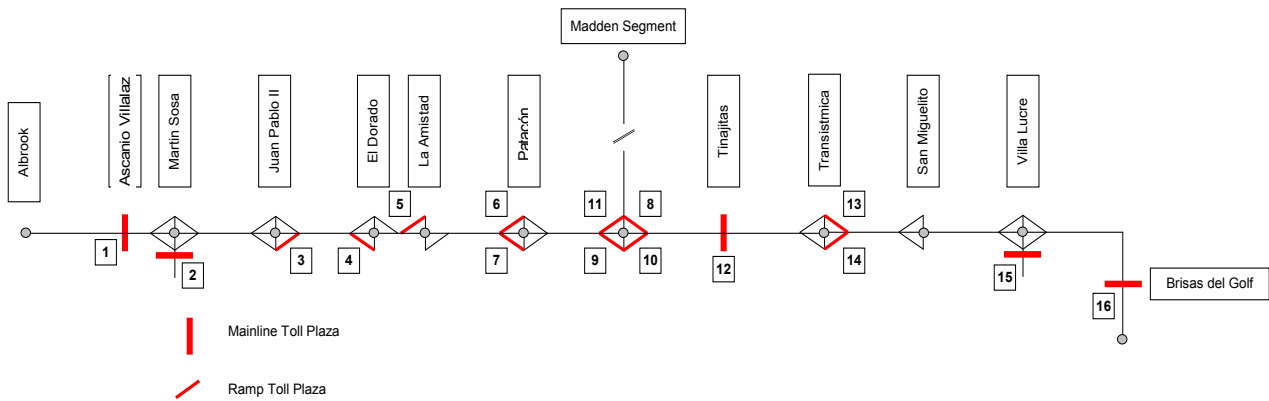 Madden Segment
Albrook
Ascanio Villalaz
Martin Sosa
Juan Pablo II
El Dorado
La Amistad
Patacón
Tinajitas
Transistmica
San Miguelito
Villa Lucre
5
6
11
8
13
1
2
3
4
7
9
10
12
14
15
16
Brisas del Golf
Mainline Toll Plaza
Ramp Toll Plaza